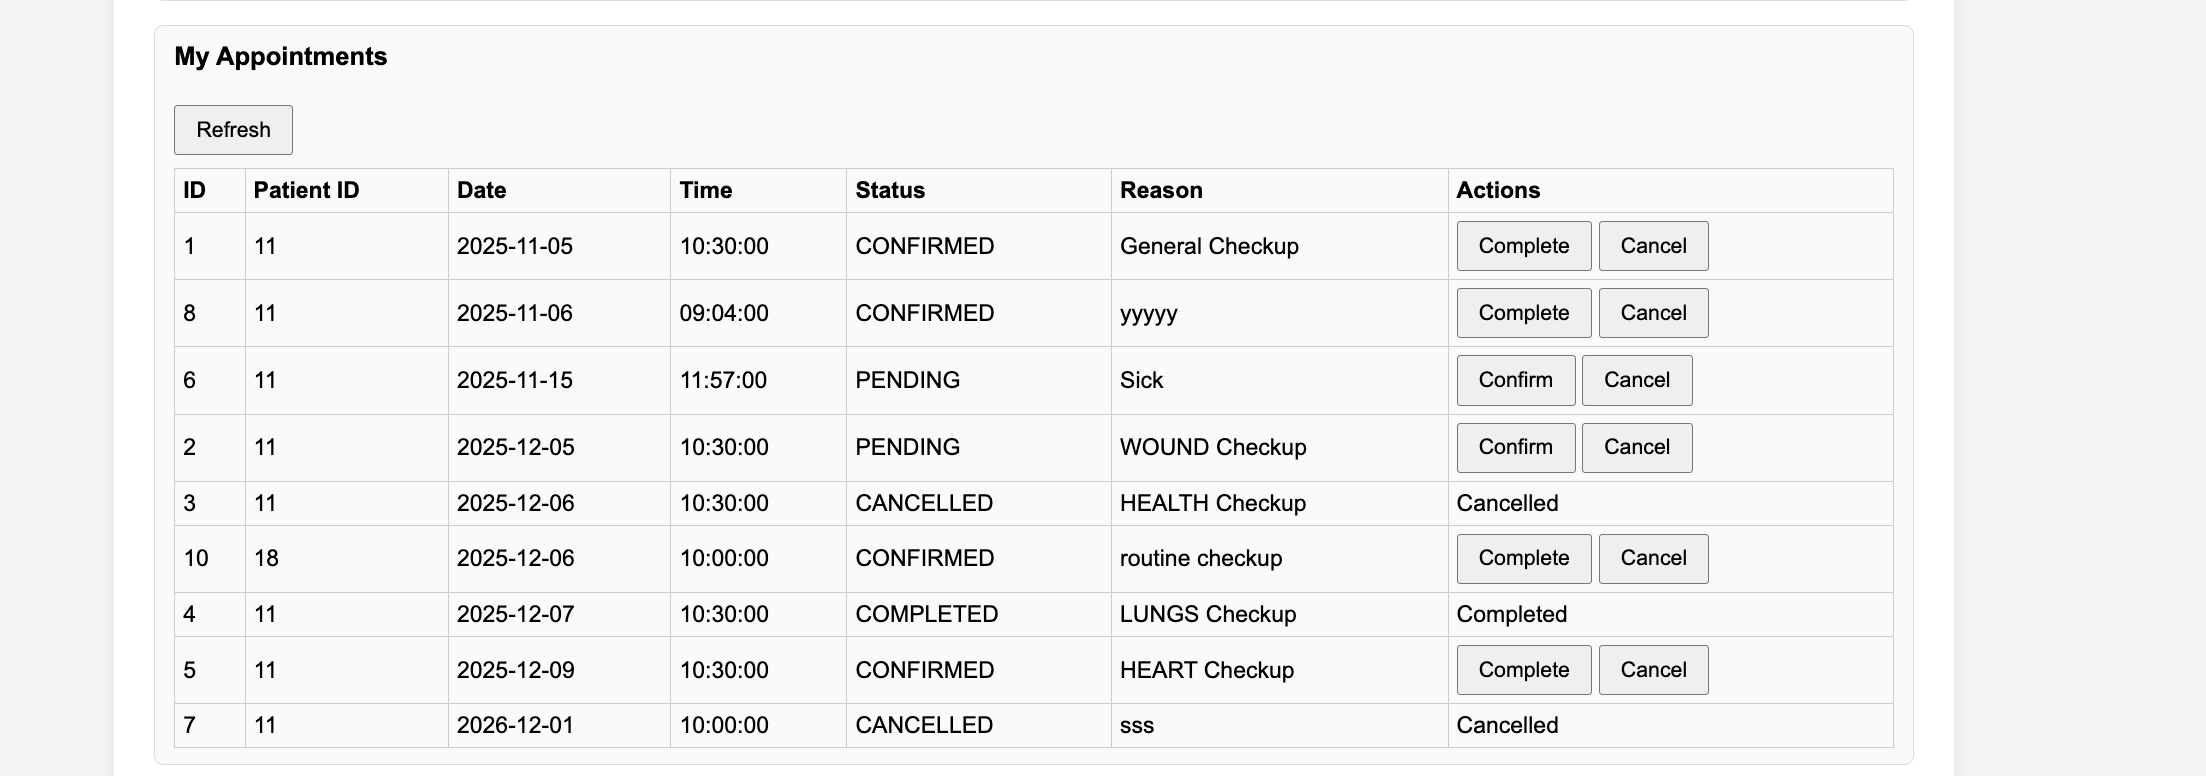 My Appointments
Refresh
ID Patient ID Date Time Status Reason Actions
1 11 2025-11-05 10:30:00 CONFIRMED General Checkup Complete Cancel
8 11 2025-11-06 09:04:00 CONFIRMED yyyyy Complete Cancel
6 11 2025-11-15 11:57:00 PENDING Sick Confirm Cancel
2 11 2025-12-05 10:30:00 PENDING WOUND Checkup Confirm Cancel
3 11 2025-12-06 10:30:00 CANCELLED HEALTH Checkup Cancelled
10 18 2025-12-06 10:00:00 CONFIRMED routine checkup Complete Cancel
4 11 2025-12-07 10:30:00 COMPLETED LUNGS Checkup Completed
5 11 2025-12-09 10:30:00 CONFIRMED HEART Checkup Complete Cancel
7 11 2026-12-01 10:00:00 CANCELLED sss Cancelled